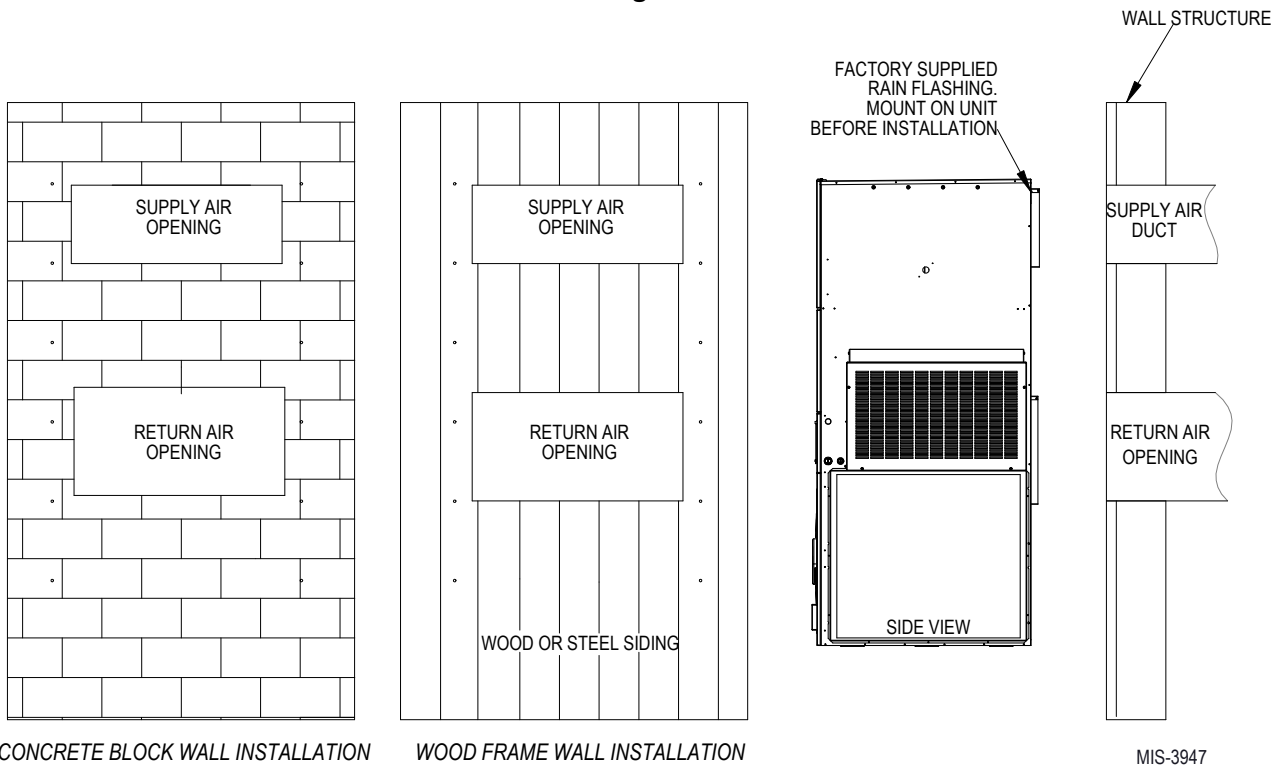 WALL STRUCTURE
FACTORY SUPPLIED
RAIN FLASHING.
MOUNT ON UNIT
BEFORE INSTALLATION
SUPPLY AIR
OPENING
RETURN AIR
OPENING
SUPPLY AIR
OPENING
RETURN AIR
OPENING
WOOD OR STEEL SIDING
SIDE VIEW
SUPPLY AIR
DUCT
RETURN AIR
OPENING
CONCRETE BLOCK WALL INSTALLATION
WOOD FRAME WALL INSTALLATION
MIS-3947